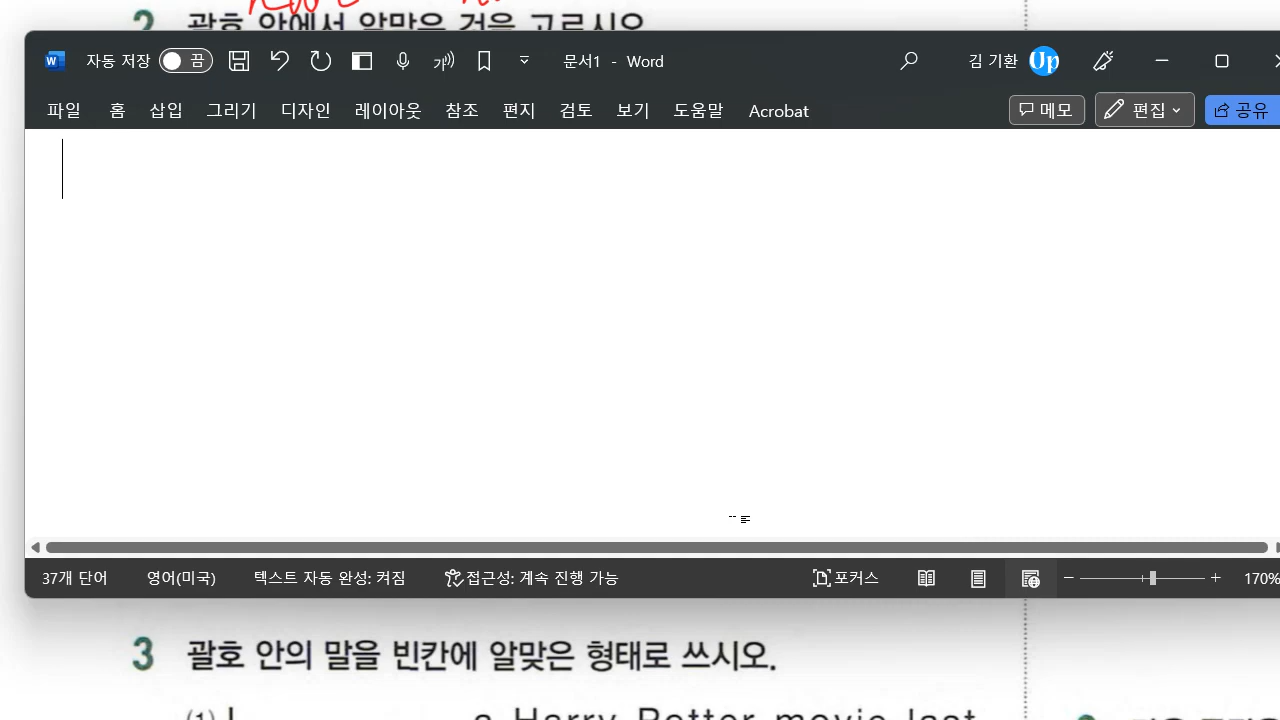 2 괄호 안에서 알맞은 것을 고르시오
자동 저장 끔 가)) 문서1 - Word 김 기환 Up
파일 홈 삽입 그리기 디자인 레이아웃 참조 편지 검토 보기 도움말 Acrobat 메모 편집 공유
37개 단어 영어(미국) 텍스트 자동 완성: 켜짐 접근성: 계속 진행 가능 포커스 170%
3 괄호 안의 말을 빈칸에 알맞은 형태로 쓰시오.
(1) I a Harry Potter movie last